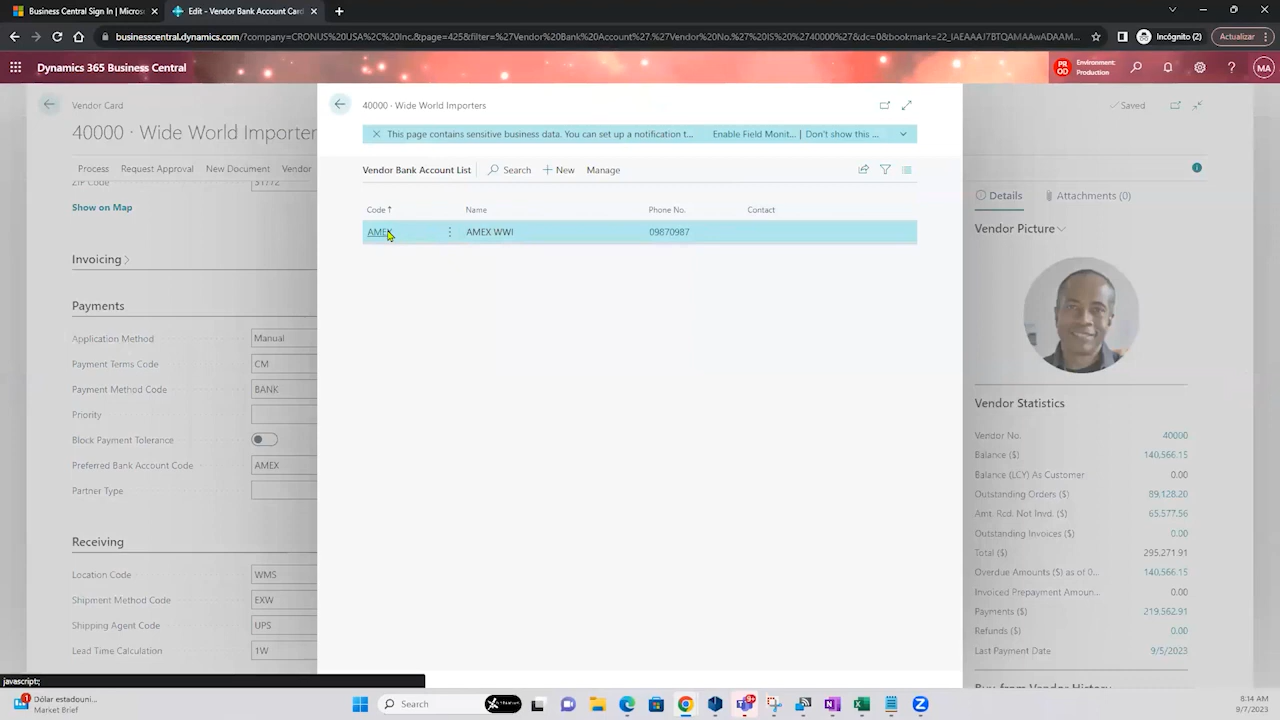 Business Central Sign In | Micros
Edit - Vendor Bank Account Card
businesscentral.dynamics.com/?company=CRONUS%20USA%2C%20Inc.&page=425&filter=%27Vendor%20Bank%20Account%27.%27Vendor%20No.%27%20IS%20%2740000%27&dc=0&bookmark=22_IAEAAAJ7BTQAMAAwADAAM...
Incógnito (2)
Actualizar
Dynamics 365 Business Central
PROD
Environment:
Production
MA
Vendor Card
40000 · Wide World Importer
Saved
Process
Request Approval
New Document
Vendor
ZIP Code
31772
Show on Map
Invoicing
Payments
Application Method
Manual
Payment Terms Code
CM
Payment Method Code
BANK
Priority
Block Payment Tolerance
Preferred Bank Account Code
AMEX
Partner Type
Receiving
Location Code
WMS
Shipment Method Code
EXW
Shipping Agent Code
UPS
Lead Time Calculation
1W
40000 · Wide World Importers
This page contains sensitive business data. You can set up a notification t...
Enable Field Monit... | Don't show this ...
Vendor Bank Account List
Search
New
Manage
Code ↑
Name
Phone No.
Contact
AMEX
AMEX WWI
09870987
Details
Attachments (0)
Vendor Picture
Vendor Statistics
Vendor No.
40000
Balance ($)
140,566.15
Balance (LCY) As Customer
0.00
Outstanding Orders ($)
89,128.20
Amt. Rcd. Not Invd. ($)
65,577.56
Outstanding Invoices ($)
0.00
Total ($)
295,271.91
Overdue Amounts ($) as of 0...
140,566.15
Invoiced Prepayment Amoun...
0.00
Payments ($)
219,562.91
Refunds ($)
0.00
Last Payment Date
9/5/2023
Buy-from Vendor History
javascript:;
1
Dólar estadouni...
Market Brief
Search
8:14 AM
9/7/2023